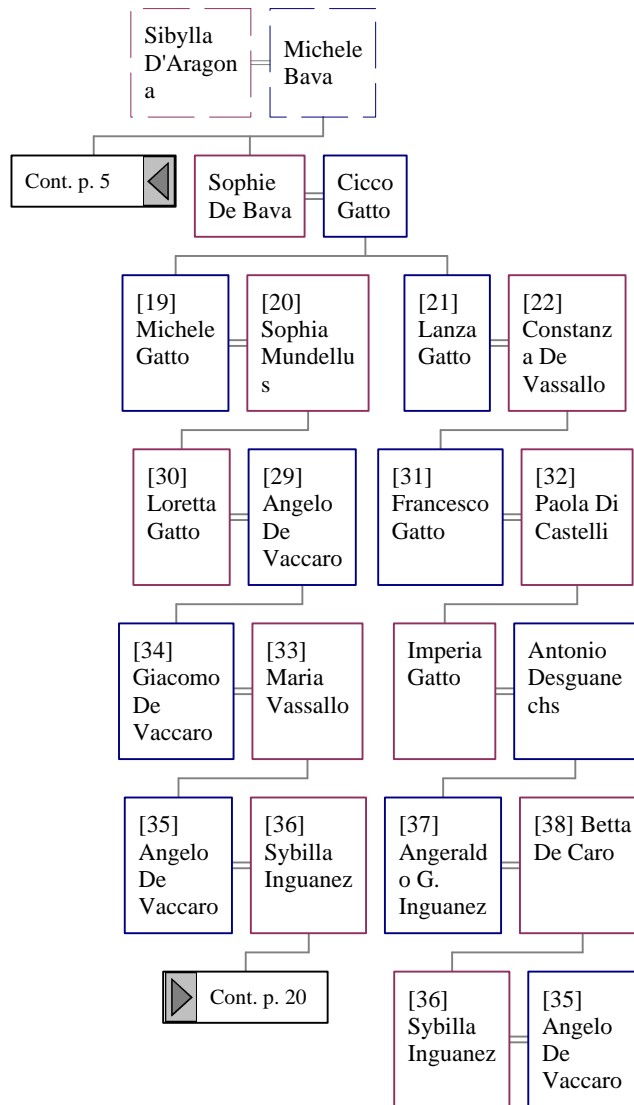 Sibylla
D'Aragon
a
Michele
Bava
Cont. p. 5
Sophie
De Bava
Cicco
Gatto
[19]
Michele
Gatto
[20]
Sophia
Mundellu
s
[21]
Lanza
Gatto
[22]
Constanz
a De
Vassallo
[30]
Loretta
Gatto
[29]
Angelo
De
Vaccaro
[31]
Francesco
Gatto
[32]
Paola Di
Castelli
[34]
Giacomo
De
Vaccaro
[33]
Maria
Vassallo
Imperia
Gatto
Antonio
Desguane
chs
[35]
Angelo
De
Vaccaro
[36]
Sybilla
Inguanez
[37]
Angerald
o G.
Inguanez
[38] Betta
De Caro
Cont. p. 20
[36]
Sybilla
Inguanez
[35]
Angelo
De
Vaccaro